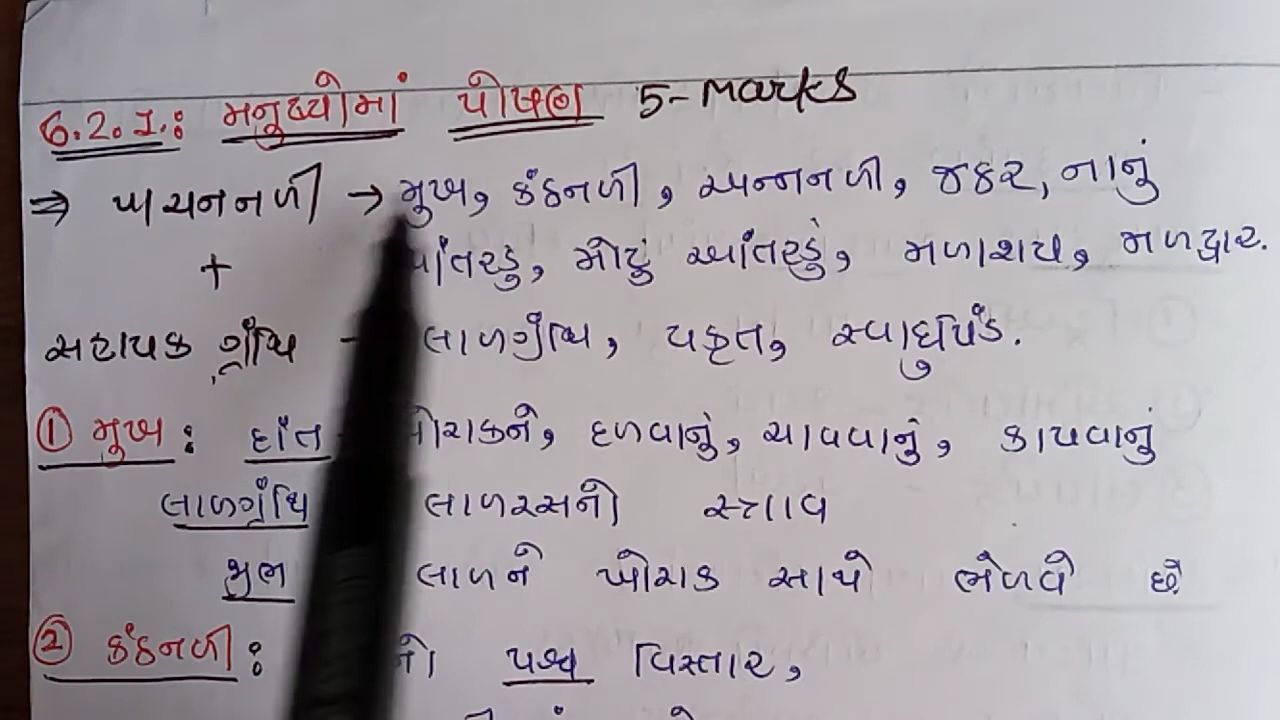 6.2.1.: મનુષ્યોમાં પોષણ 5-marks
⇒ પાચનનળી → મુખ, કંઠનળી, અન્નનળી, જઠર, નાનું
+ આંતરડું, મોટું આંતરડું, મળાશય, મળદ્વાર.
સહાયક ગ્રંથિ - લાળગ્રંથિ, યકૃત, સ્વાદુપિંડ.
① મુખ : દાંત ખોરાકને, દળવાનું, ચાવવાનું, કાપવાનું
લાળગ્રંથિ લાળરસનો સ્ત્રાવ
જીભ લાળને ખોરાક સાથે ભેળવે છે
② કંઠનળી : પશ્ચ વિસ્તાર,